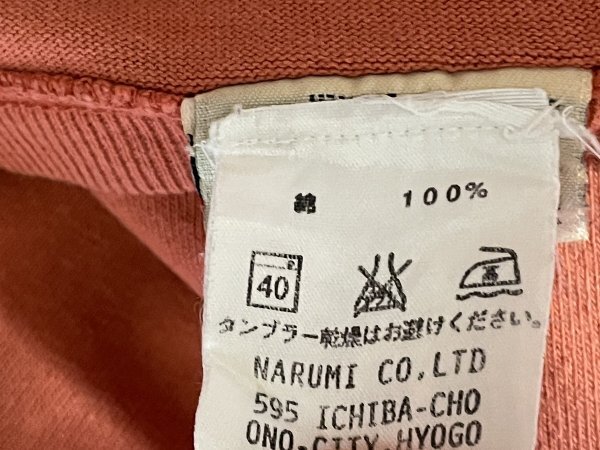 綿 100%
40 高
タンブラー乾燥はお避けください。
NARUMI CO.LTD
595 ICHIBA-CHO
ONO.CITY.HYOGO